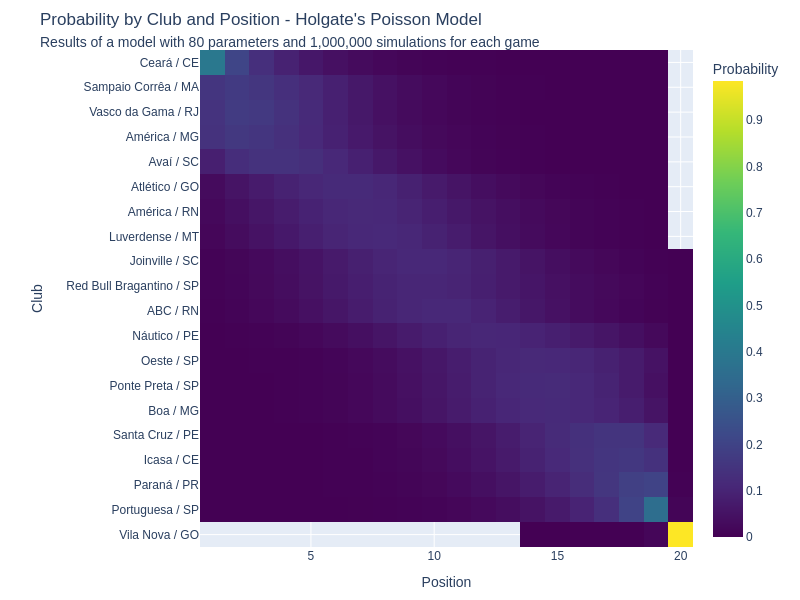 Probability by Club and Position - Holgate's Poisson Model
Results of a model with 80 parameters and 1,000,000 simulations for each game
Probability
Club
Ceará / CE
Sampaio Corrêa / MA
Vasco da Gama / RJ
América / MG
Avaí / SC
Atlético / GO
América / RN
Luverdense / MT
Joinville / SC
Red Bull Bragantino / SP
ABC / RN
Náutico / PE
Oeste / SP
Ponte Preta / SP
Boa / MG
Santa Cruz / PE
Icasa / CE
Paraná / PR
Portuguesa / SP
Vila Nova / GO
0.9
0.8
0.7
0.6
0.5
0.4
0.3
0.2
0.1
0
5 10 15 20
Position